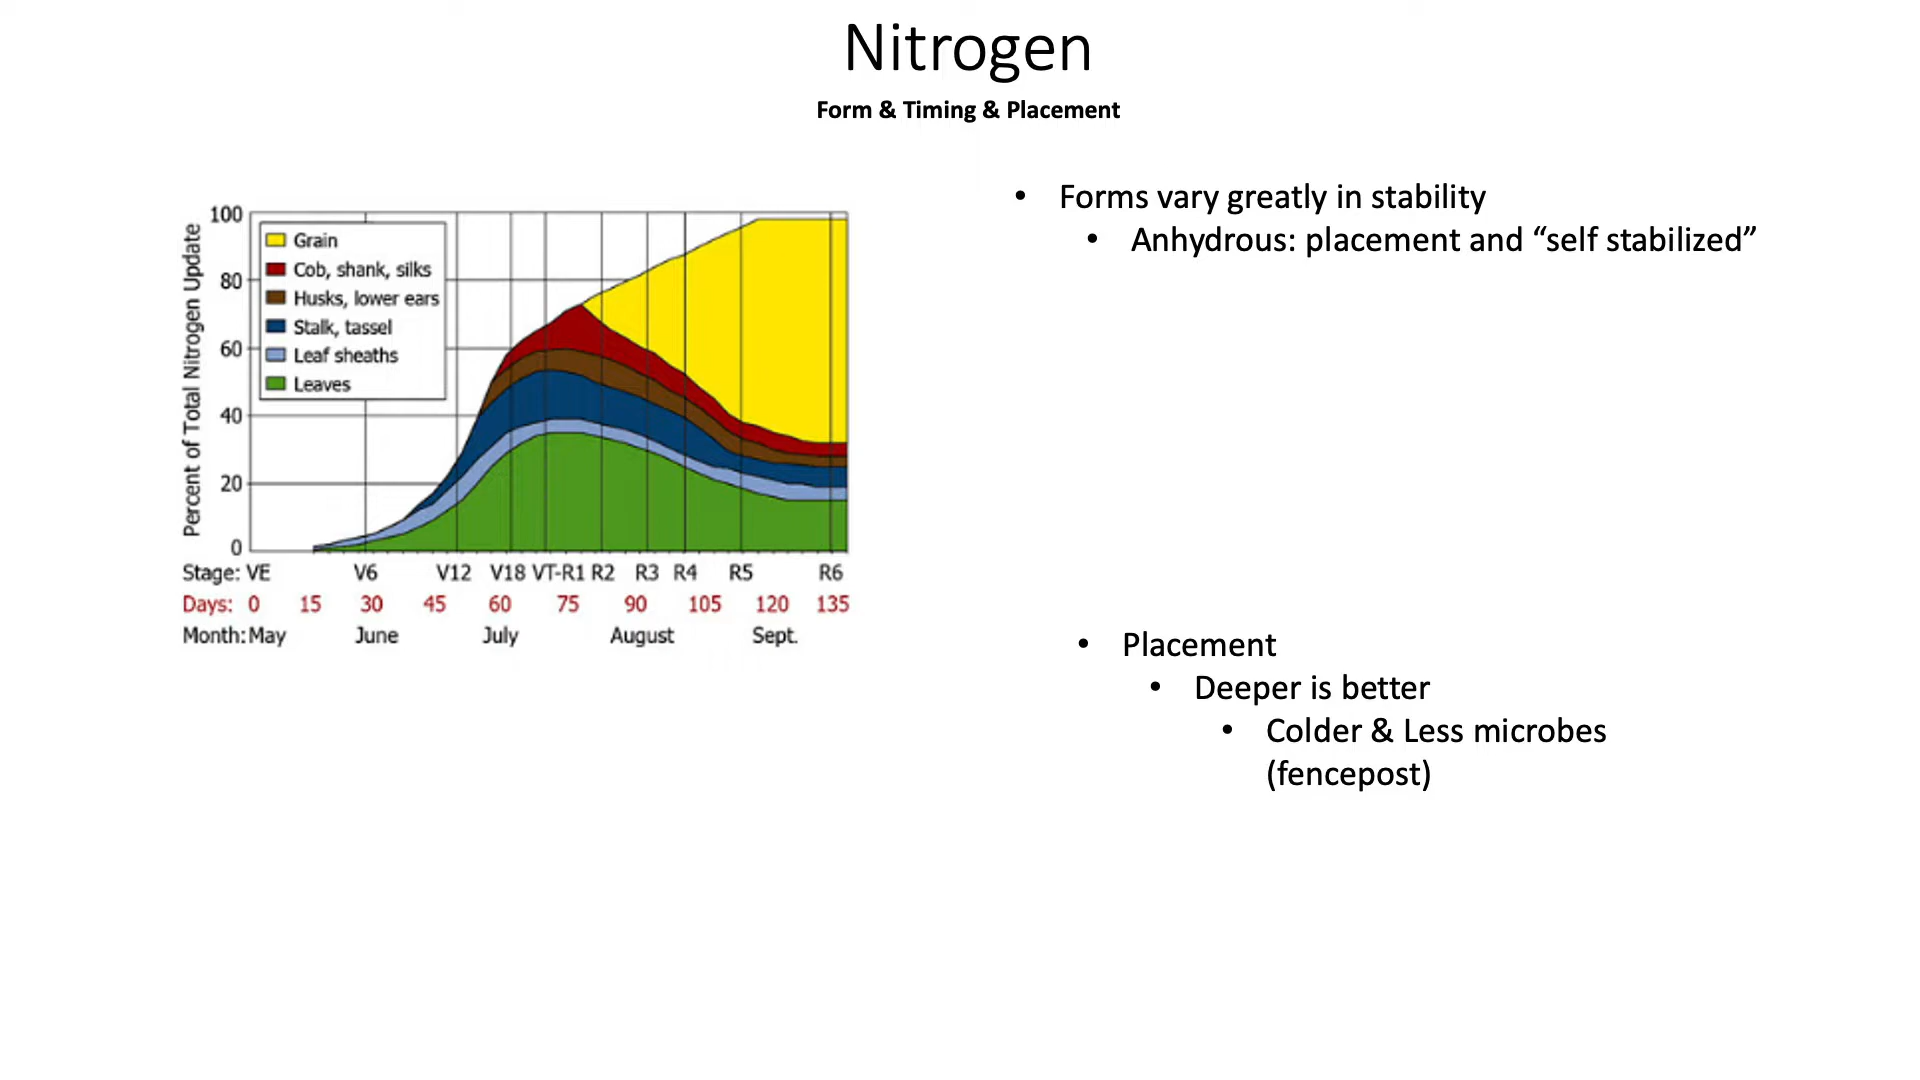 Nitrogen
Form & Timing & Placement
Percent of Total Nitrogen Update
100
80
60
40
20
0
Grain
Cob, shank, silks
Husks, lower ears
Stalk, tassel
Leaf sheaths
Leaves
Stage: VE V6 V12 V18 VT-R1 R2 R3 R4 R5 R6
Days: 0 15 30 45 60 75 90 105 120 135
Month: May June July August Sept.
• Forms vary greatly in stability
• Anhydrous: placement and “self stabilized”
• Placement
• Deeper is better
• Colder & Less microbes
(fencepost)